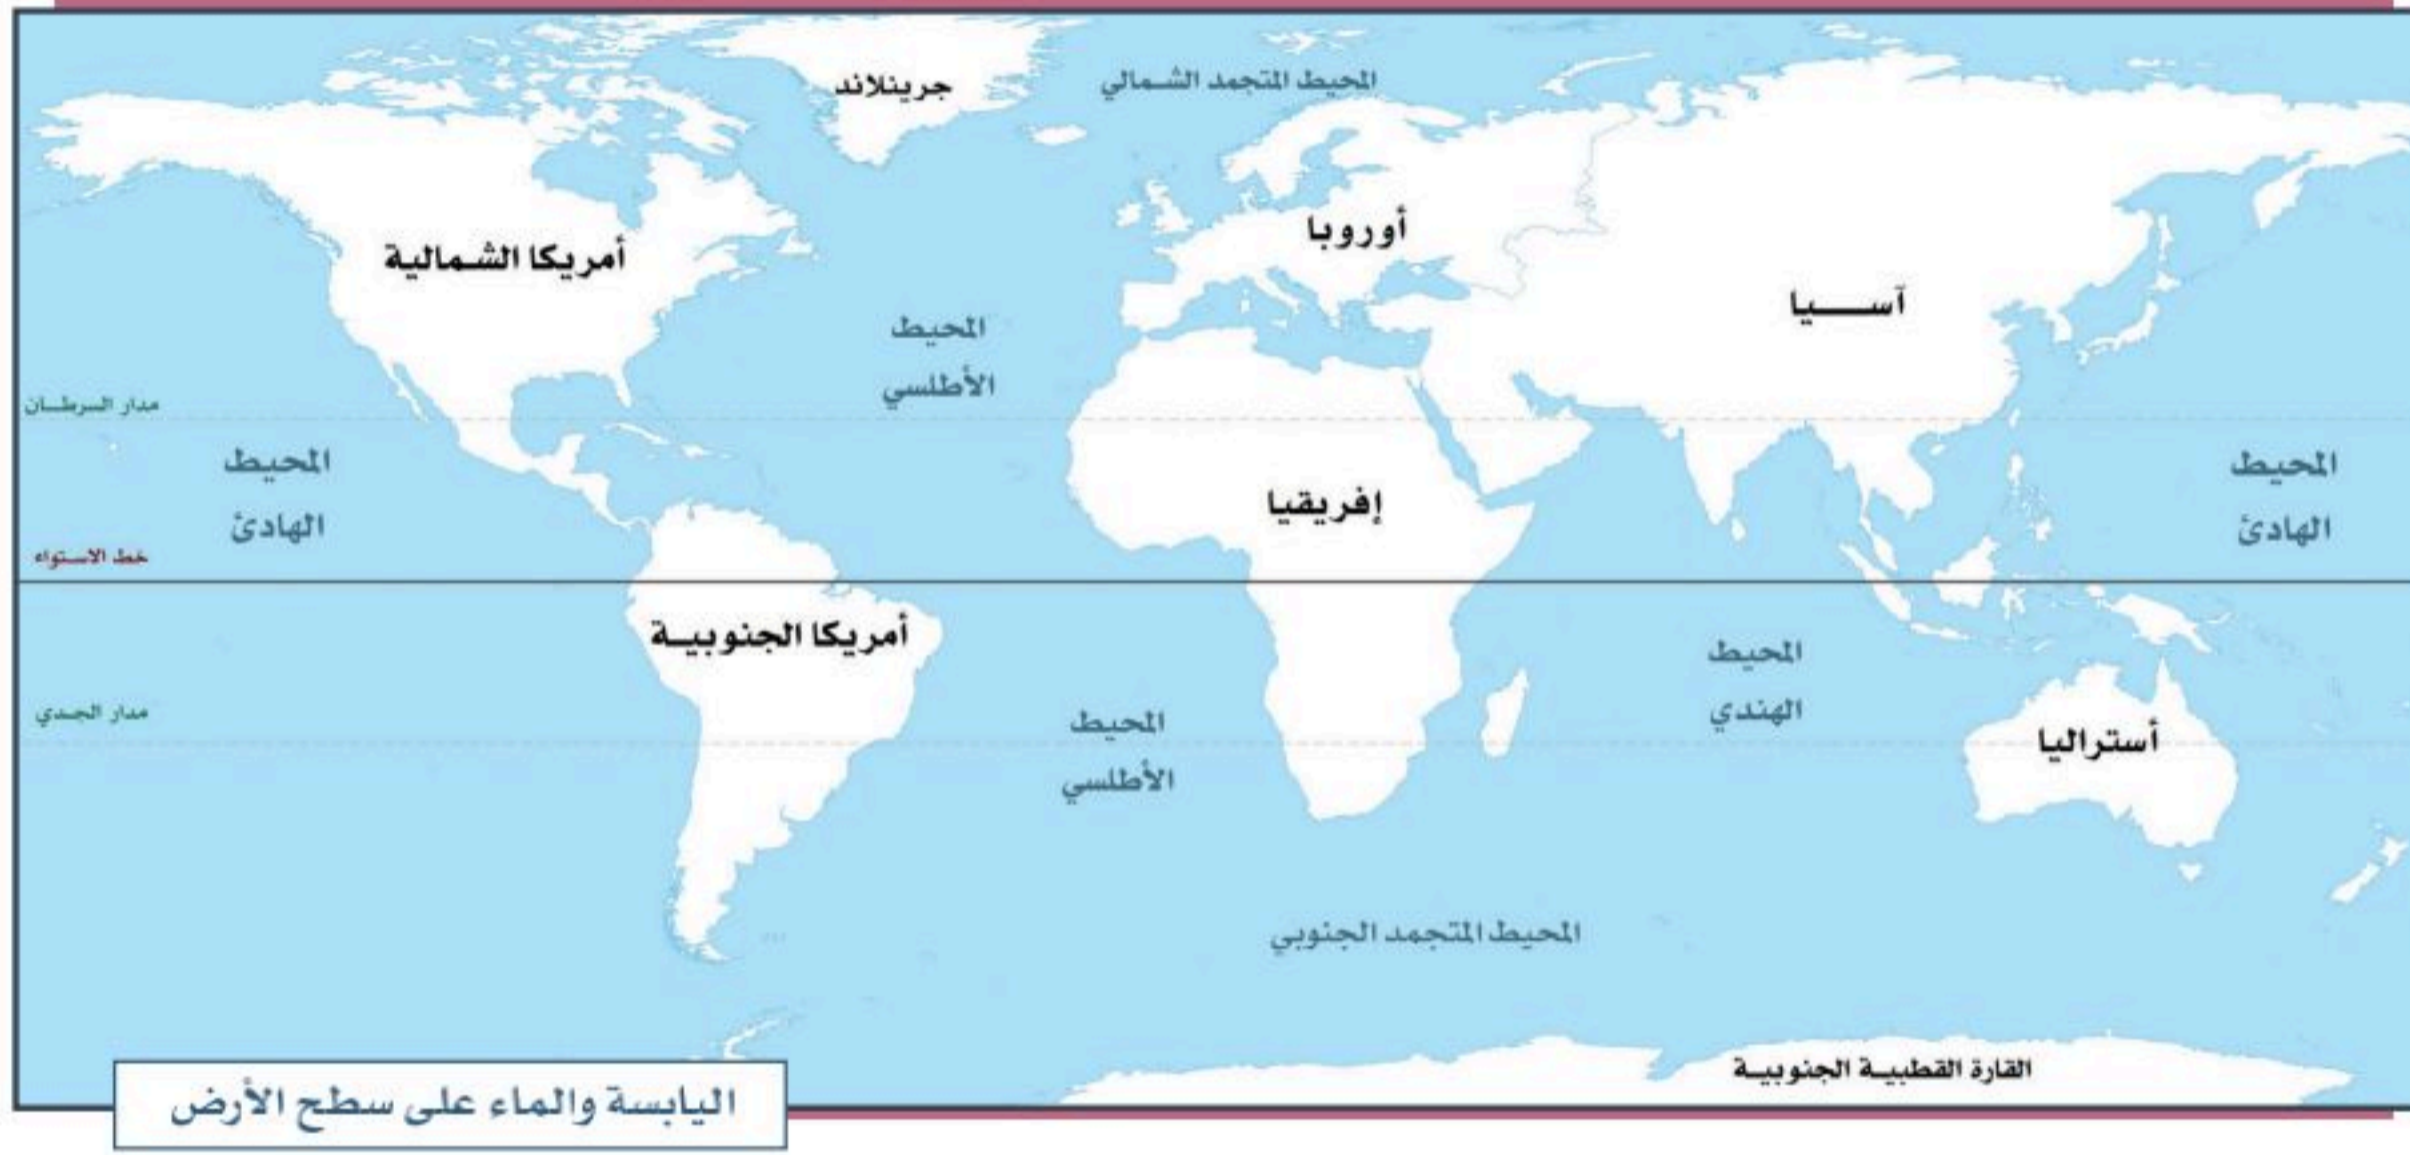 جرينلاند
المحيط المتجمد الشمالي
أمريكا الشمالية
أوروبا
آسيا
المحيط
الأطلسي
مدار السرطان
المحيط
الهادئ
إفريقيا
المحيط
الهادئ
خط الاستواء
أمريكا الجنوبية
المحيط
الهندي
مدار الجدي
المحيط
الأطلسي
أستراليا
المحيط المتجمد الجنوبي
القارة القطبية الجنوبية
اليابسة والماء على سطح الأرض